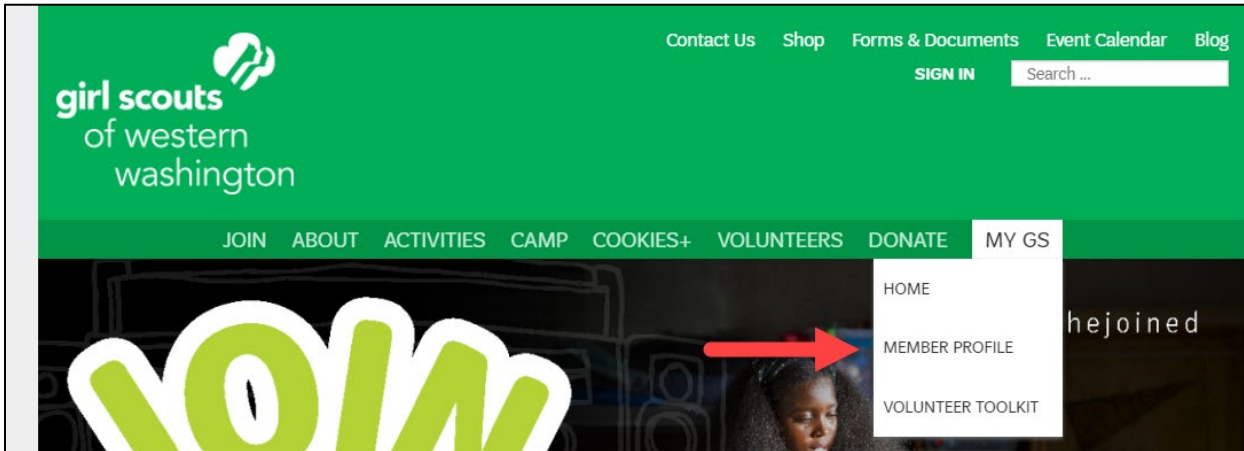 Contact Us Shop Forms & Documents Event Calendar Blog
SIGN IN Search ...
girl scouts
of western
washington
JOIN ABOUT ACTIVITIES CAMP COOKIES+ VOLUNTEERS DONATE MY GS
HOME
MEMBER PROFILE
VOLUNTEER TOOLKIT
hejoined
JOIN